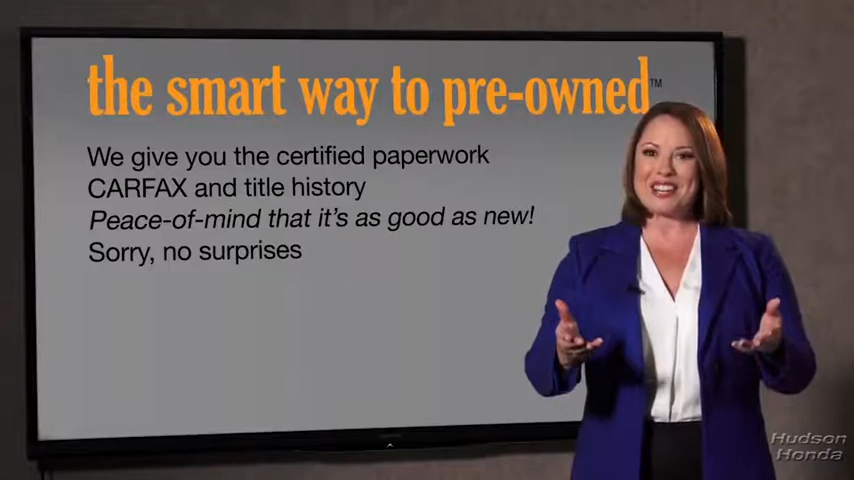 the smart way to pre-owned™
We give you the certified paperwork
CARFAX and title history
Peace-of-mind that it's as good as new!
Sorry, no surprises
Hudson
Honda